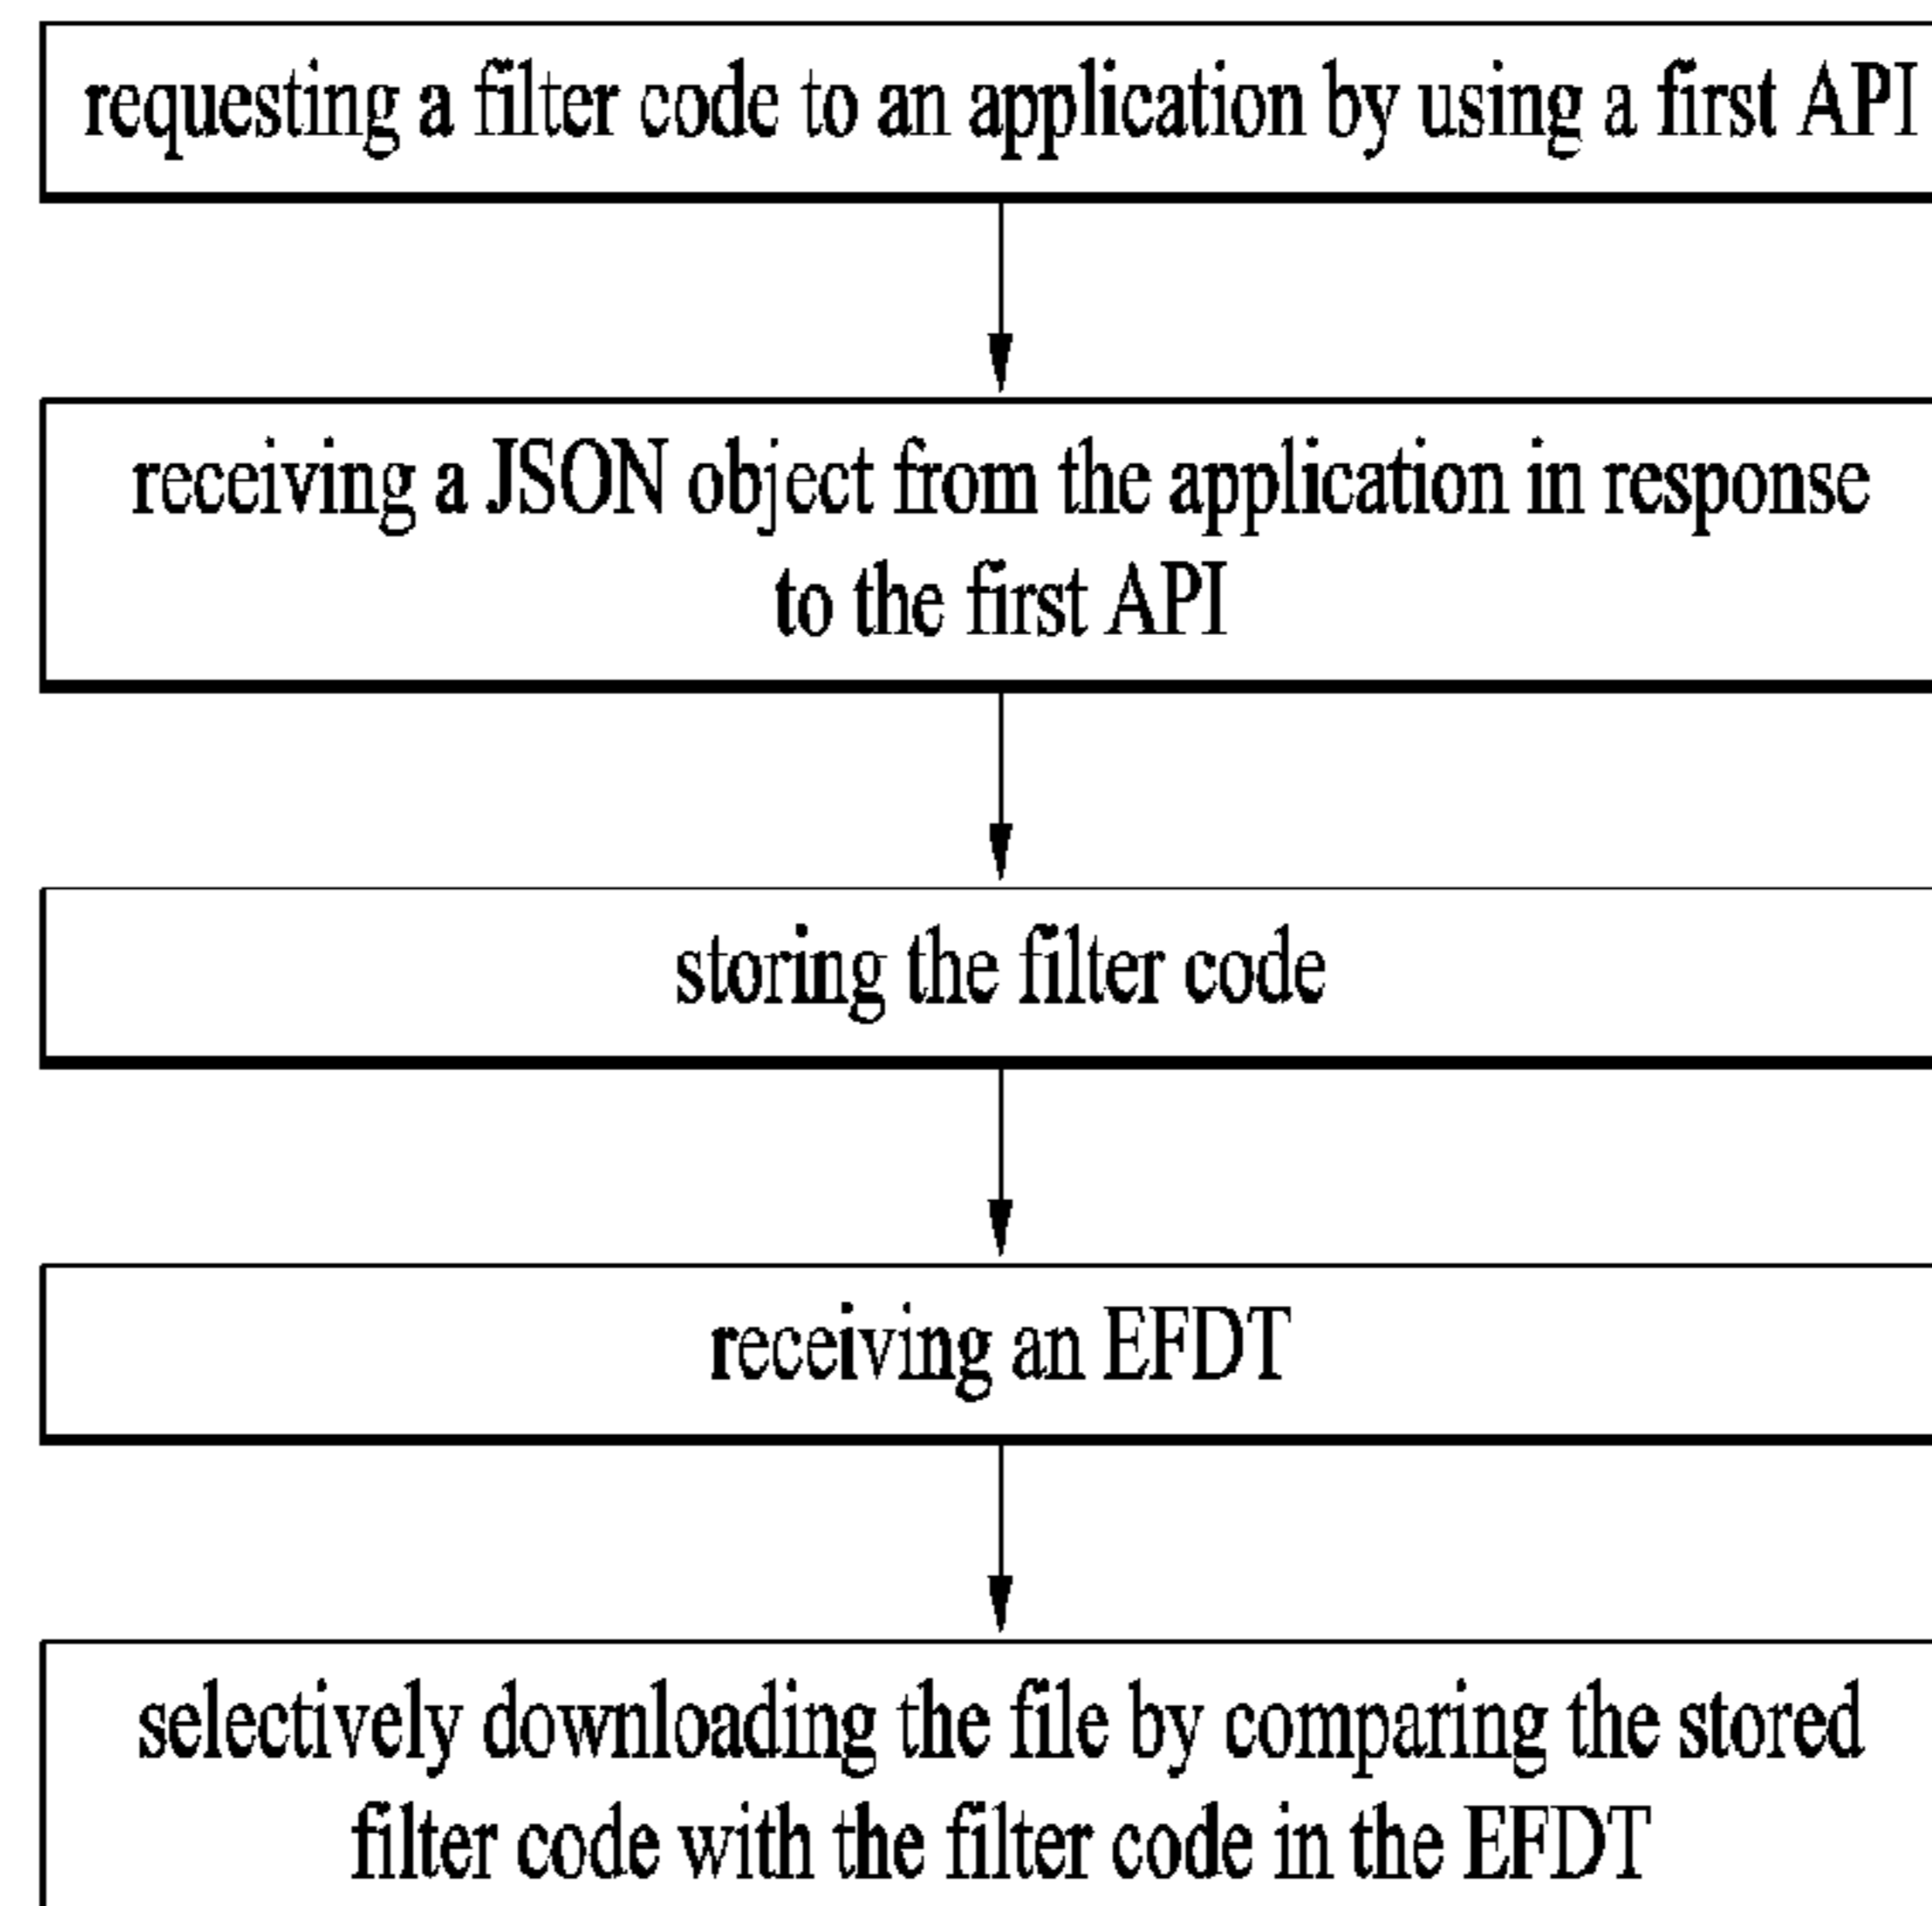 requesting a filter code to an application by using a first API
receiving a JSON object from the application in response
to the first API
storing the filter code
receiving an EFDT
selectively downloading the file by comparing the stored
filter code with the filter code in the EFDT